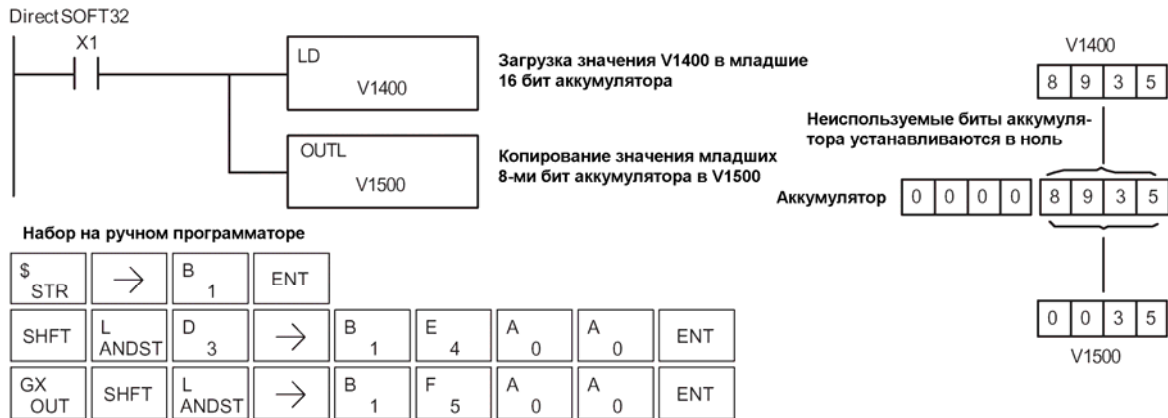 DirectSOFT32
X1
LD
V1400
Загрузка значения V1400 в младшие
16 бит аккумулятора
OUTL
V1500
Копирование значения младших
8-ми бит аккумулятора в V1500
V1400
8 9 3 5
Неиспользуемые биты аккумуля-
тора устанавливаются в ноль
Аккумулятор 0 0 0 0 8 9 3 5
0 0 3 5
V1500
Набор на ручном программаторе
$ STR → B 1 ENT
SHFT L ANDST D 3 → B 1 E 4 A 0 A 0 ENT
GX OUT SHFT L ANDST → B 1 F 5 A 0 A 0 ENT